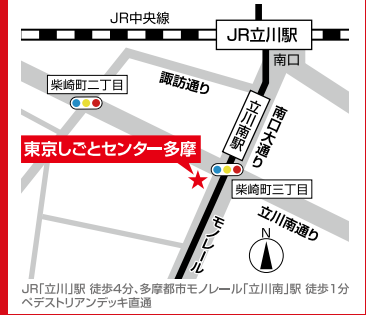 JR中央線
JR立川駅
南口
柴崎町二丁目
諏訪通り
立川南駅
南口大通り
東京しごとセンター多摩
柴崎町三丁目
立川南通り
モノレール
N
JR「立川」駅 徒歩4分、多摩都市モノレール「立川南」駅 徒歩1分
ペデストリアンデッキ直通